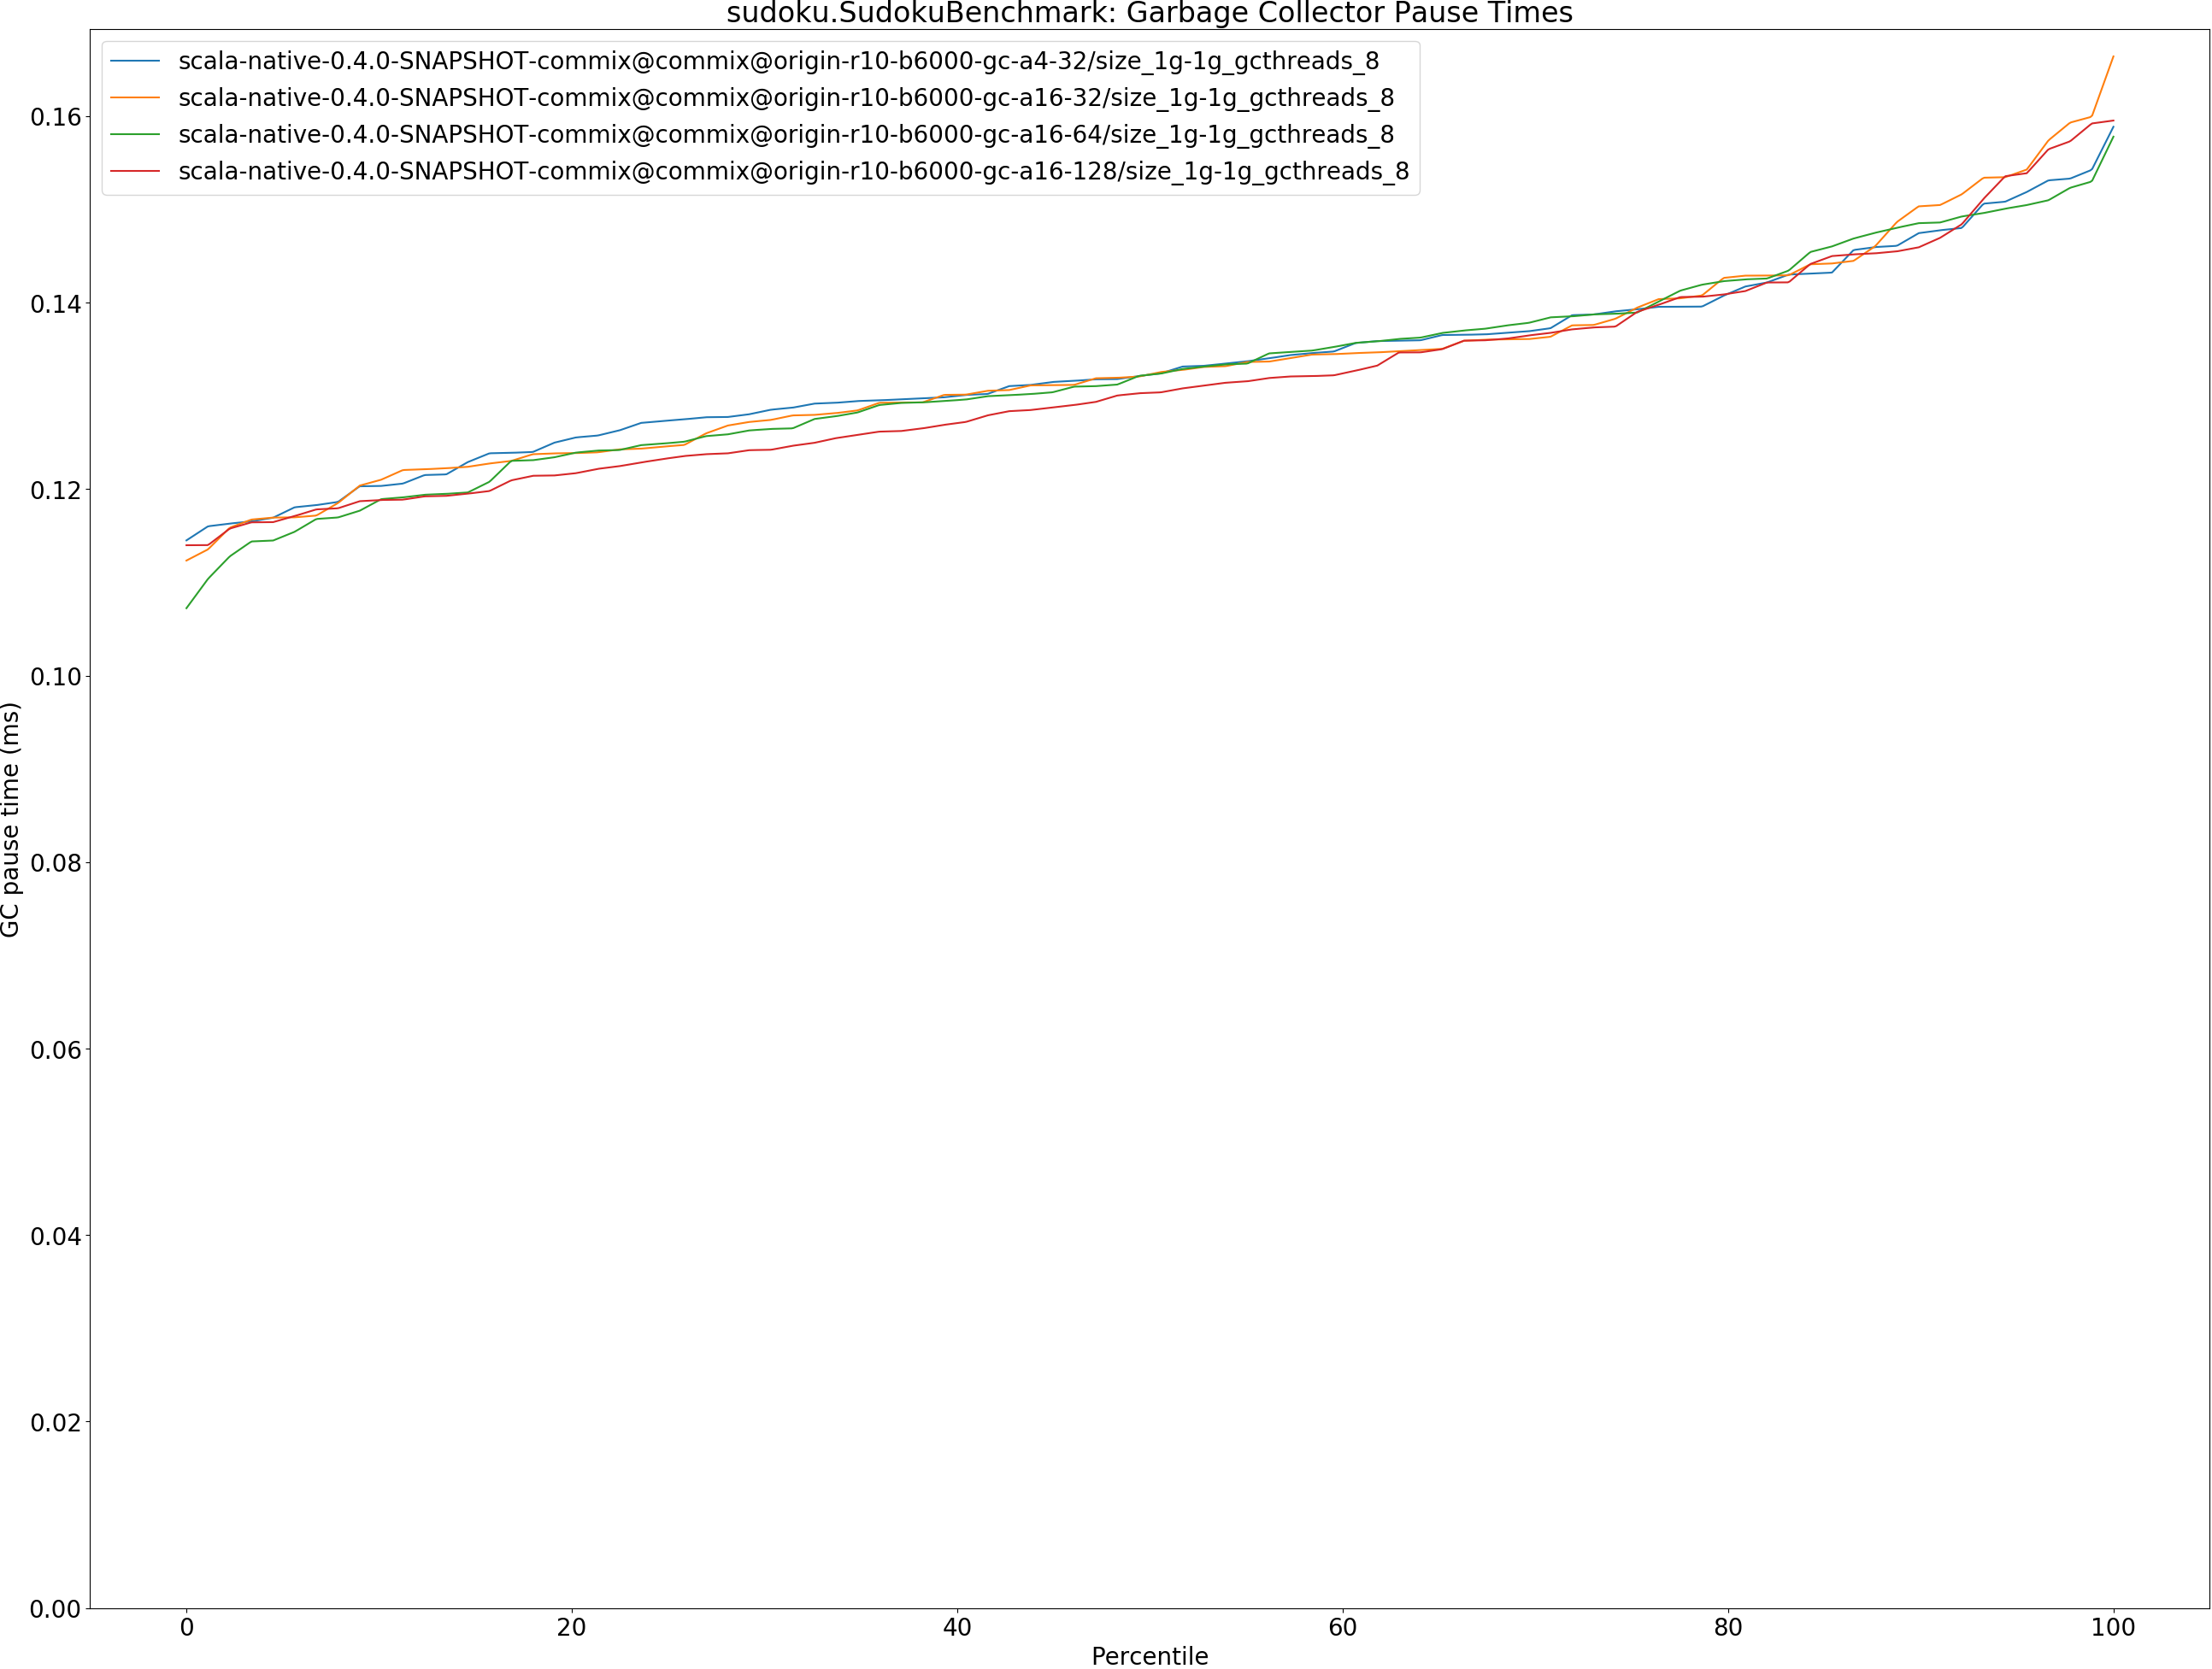 sudoku.SudokuBenchmark: Garbage Collector Pause Times
scala-native-0.4.0-SNAPSHOT-commix@commix@origin-r10-b6000-gc-a4-32/size_1g-1g_gcthreads_8
scala-native-0.4.0-SNAPSHOT-commix@commix@origin-r10-b6000-gc-a16-32/size_1g-1g_gcthreads_8
scala-native-0.4.0-SNAPSHOT-commix@commix@origin-r10-b6000-gc-a16-64/size_1g-1g_gcthreads_8
scala-native-0.4.0-SNAPSHOT-commix@commix@origin-r10-b6000-gc-a16-128/size_1g-1g_gcthreads_8
0.16
0.14
0.12
0.10
0.08
0.06
0.04
0.02
0.00
GC pause time (ms)
0 20 40 60 80 100
Percentile